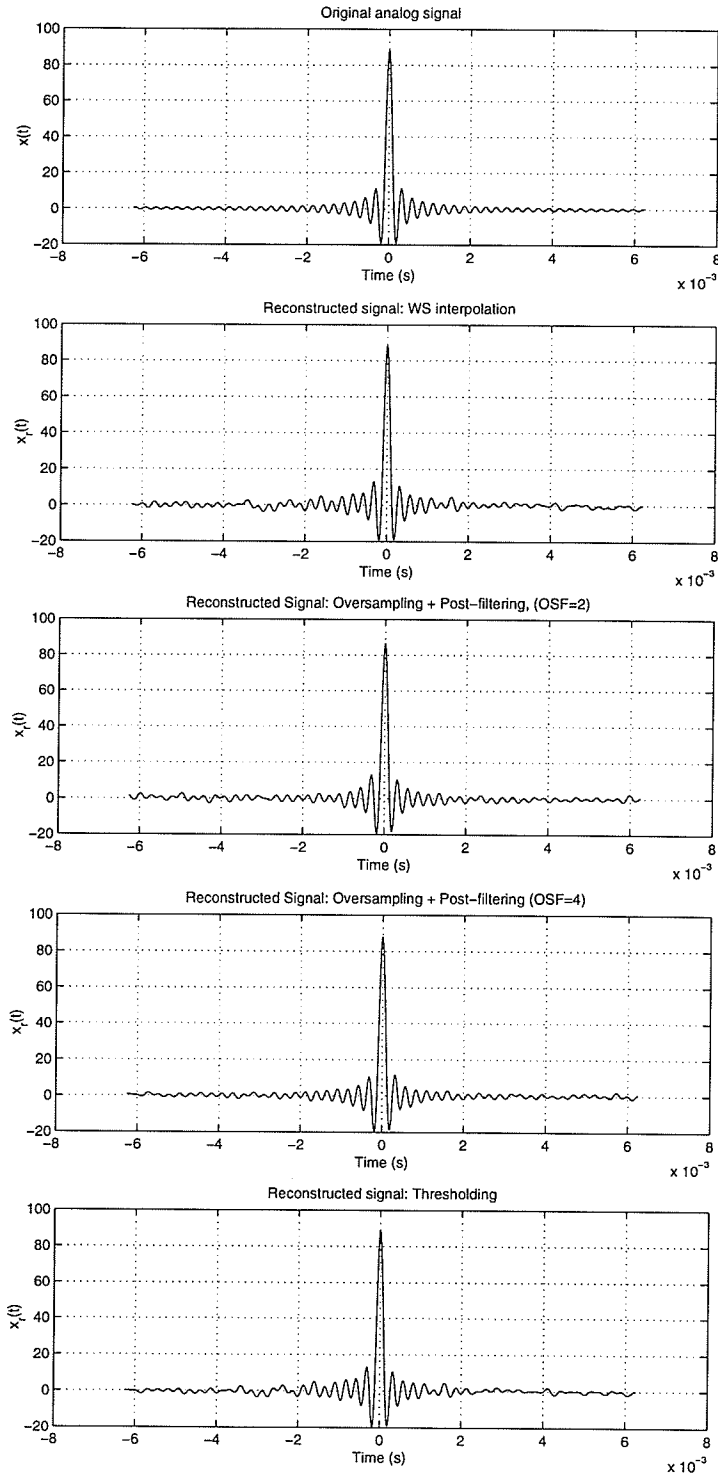 Original analog signal
100
80
60
40
20
0
−20
x(t)
−8 −6 −4 −2 0 2 4 6 8
Time (s)
x 10⁻³
Reconstructed signal: WS interpolation
100
80
60
40
20
0
−20
xᵣ(t)
−8 −6 −4 −2 0 2 4 6 8
Time (s)
x 10⁻³
Reconstructed Signal: Oversampling + Post−filtering, (OSF=2)
100
80
60
40
20
0
−20
xᵣ(t)
−8 −6 −4 −2 0 2 4 6 8
Time (s)
x 10⁻³
Reconstructed Signal: Oversampling + Post−filtering (OSF=4)
100
80
60
40
20
0
−20
xᵣ(t)
−8 −6 −4 −2 0 2 4 6 8
Time (s)
x 10⁻³
Reconstructed signal: Thresholding
100
80
60
40
20
0
−20
xᵣ(t)
−8 −6 −4 −2 0 2 4 6 8
Time (s)
x 10⁻³